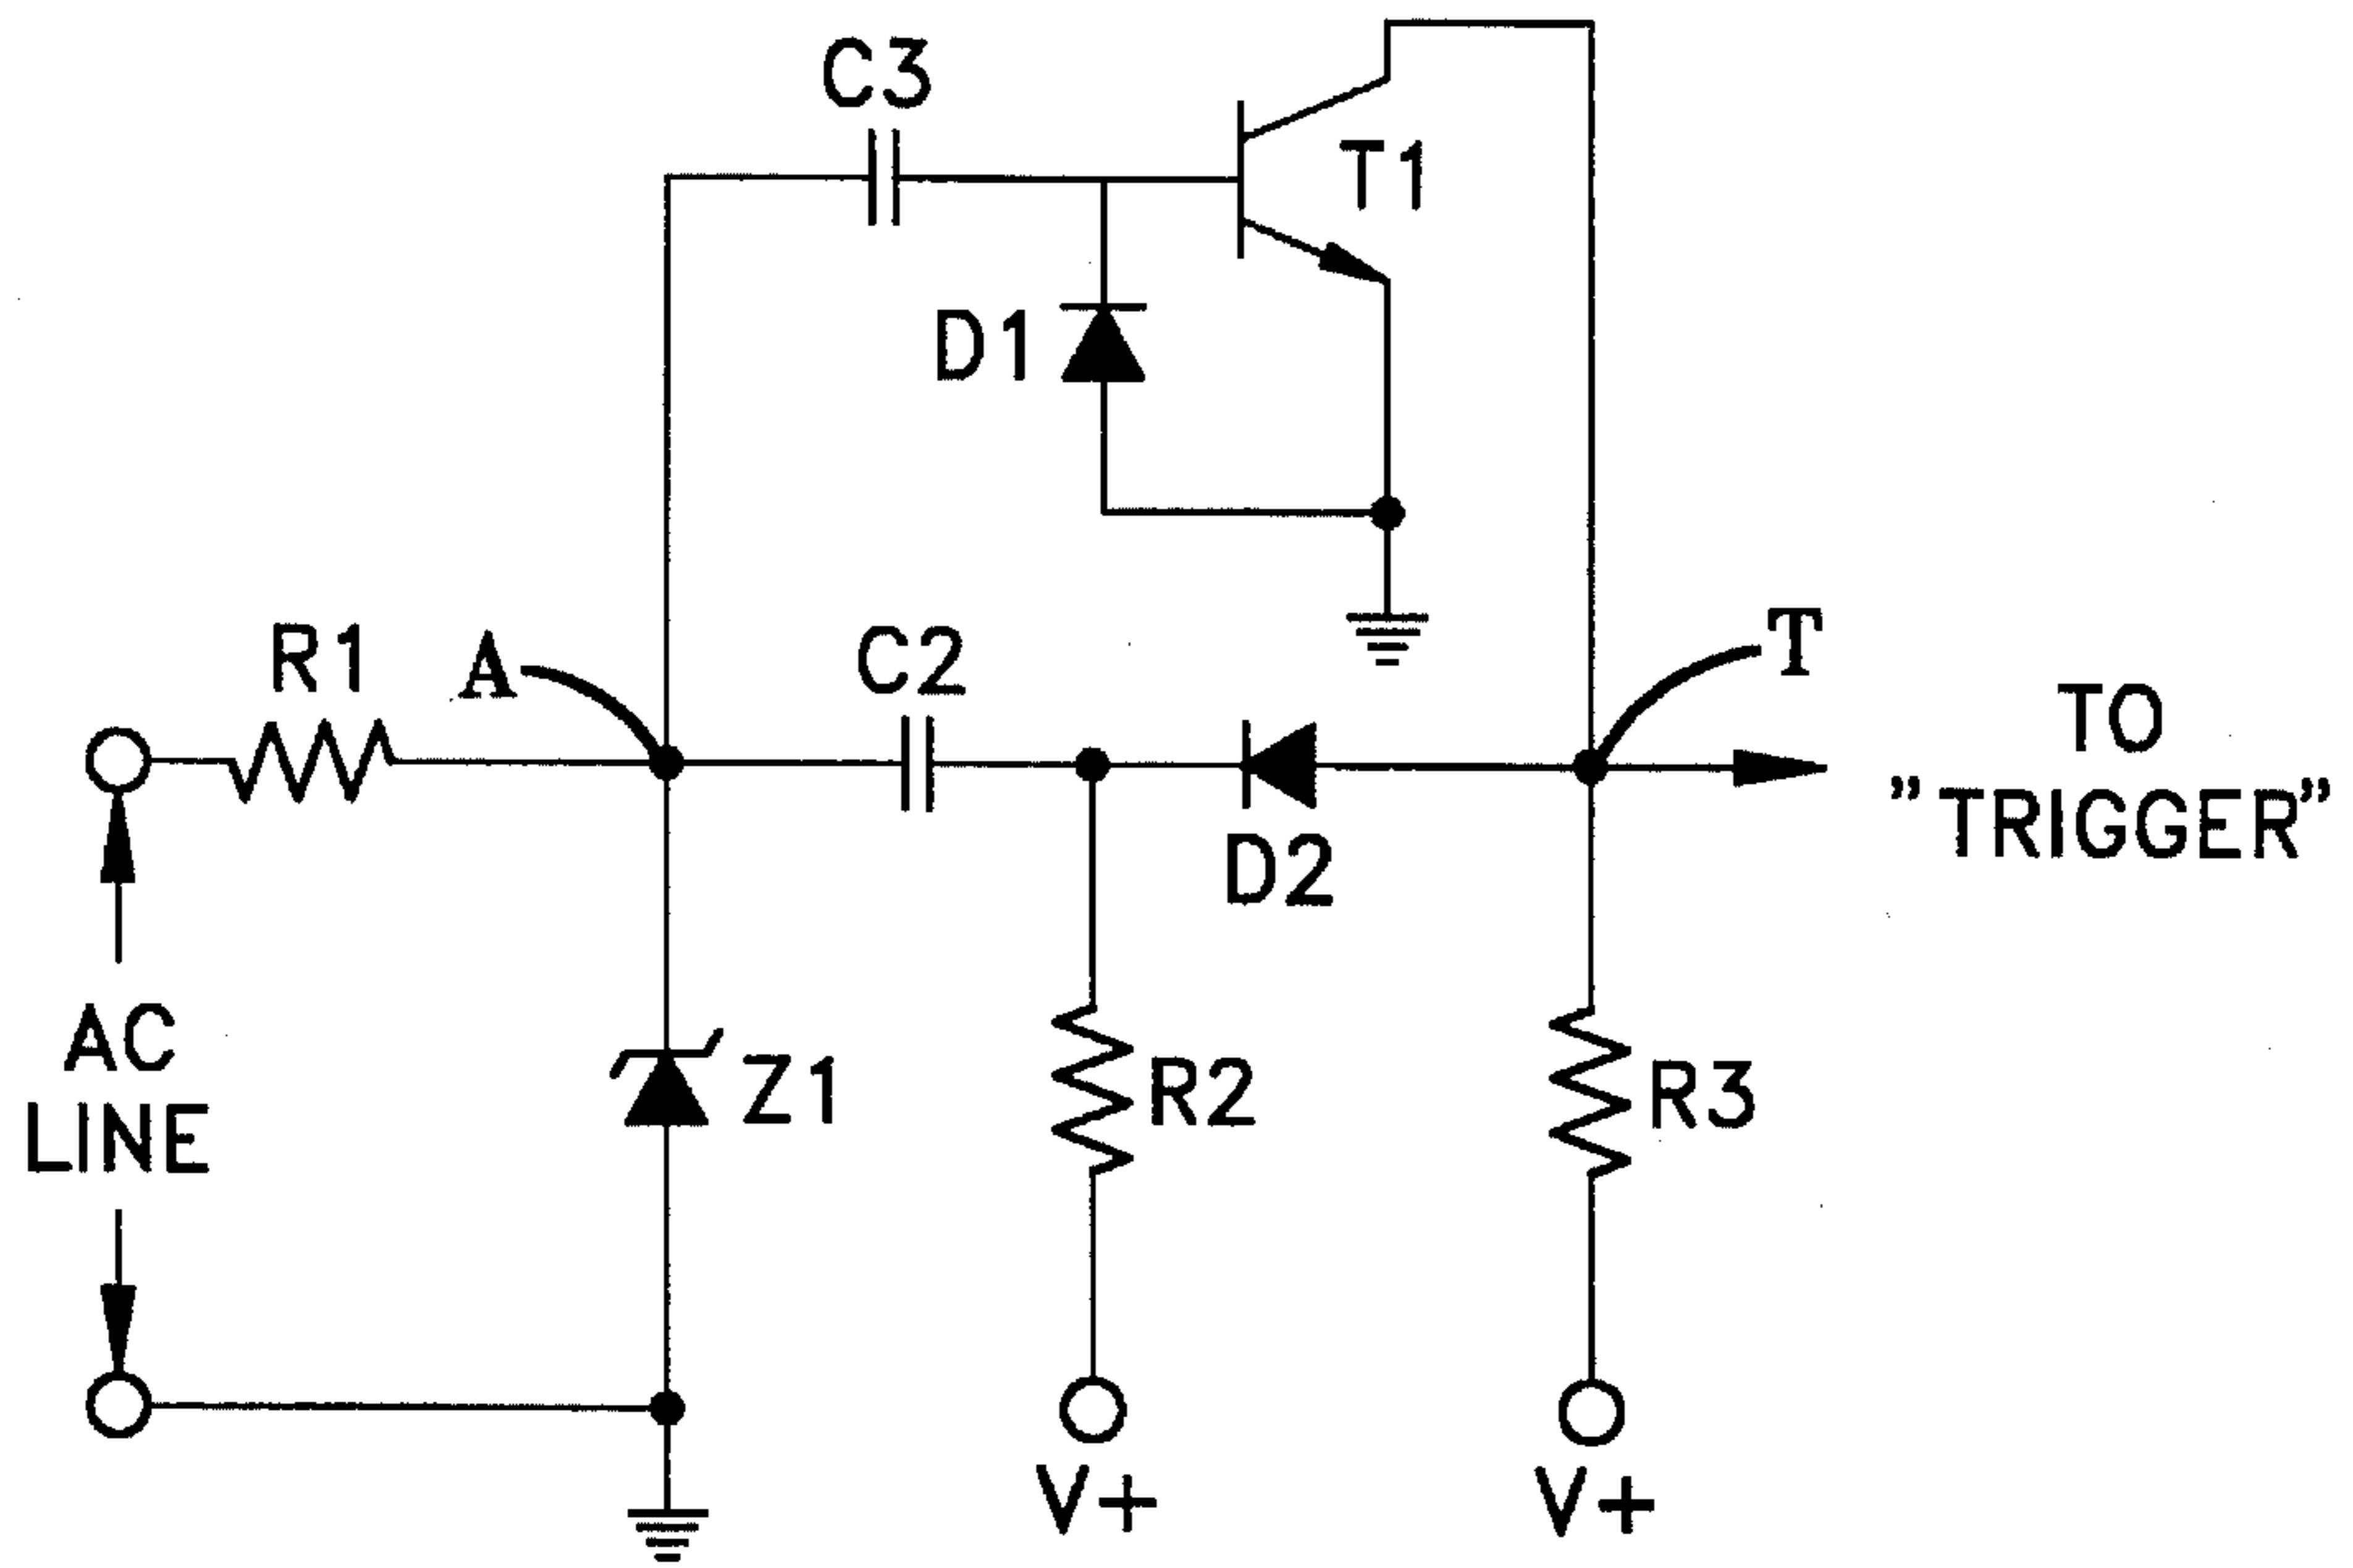 C3
T1
D1
R1
A
C2
T
TO
"TRIGGER"
D2
AC
LINE
Z1
R2
R3
V+
V+